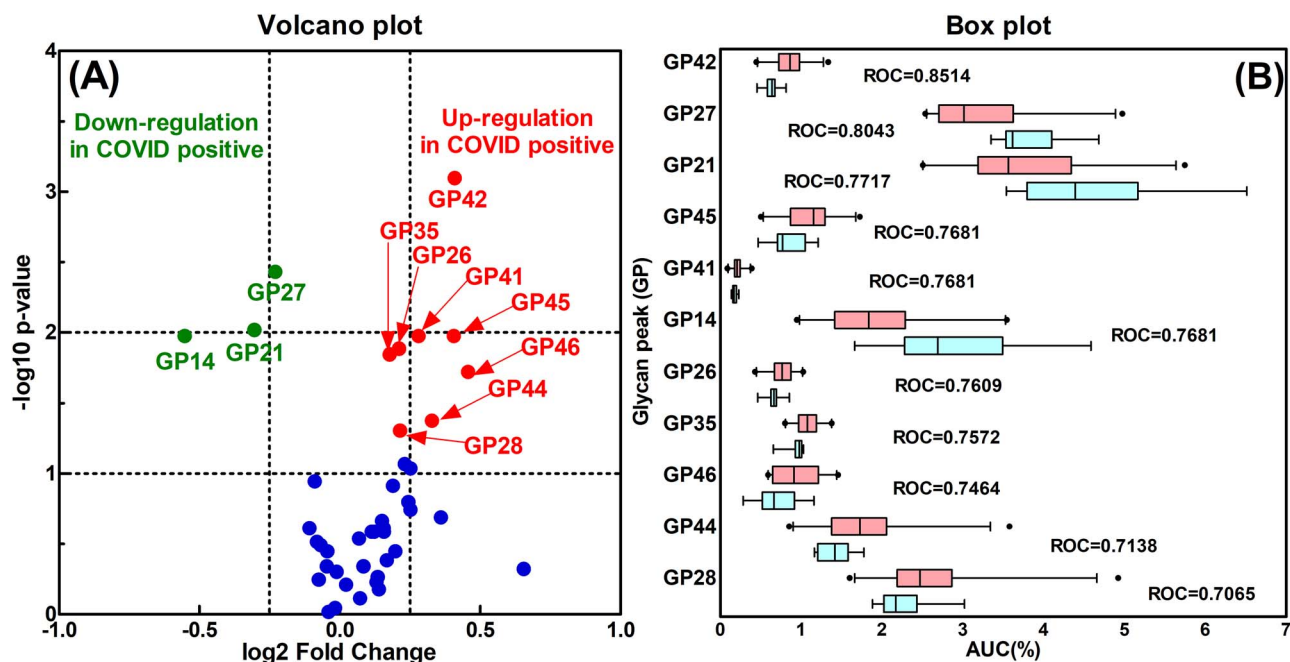 Volcano plot
(A)
Down-regulation
in COVID positive
Up-regulation
in COVID positive
GP42
GP35
GP26
GP41
GP45
GP46
GP44
GP28
GP27
GP21
GP14
-log10 p-value
4
3
2
1
0
-1.0
-0.5
0.0
0.5
1.0
log2 Fold Change
Box plot
(B)
Glycan peak (GP)
GP42
ROC=0.8514
GP27
ROC=0.8043
GP21
ROC=0.7717
GP45
ROC=0.7681
GP41
ROC=0.7681
GP14
ROC=0.7681
GP26
ROC=0.7609
GP35
ROC=0.7572
GP46
ROC=0.7464
GP44
ROC=0.7138
GP28
ROC=0.7065
0 1 2 3 4 5 6 7
AUC(%)